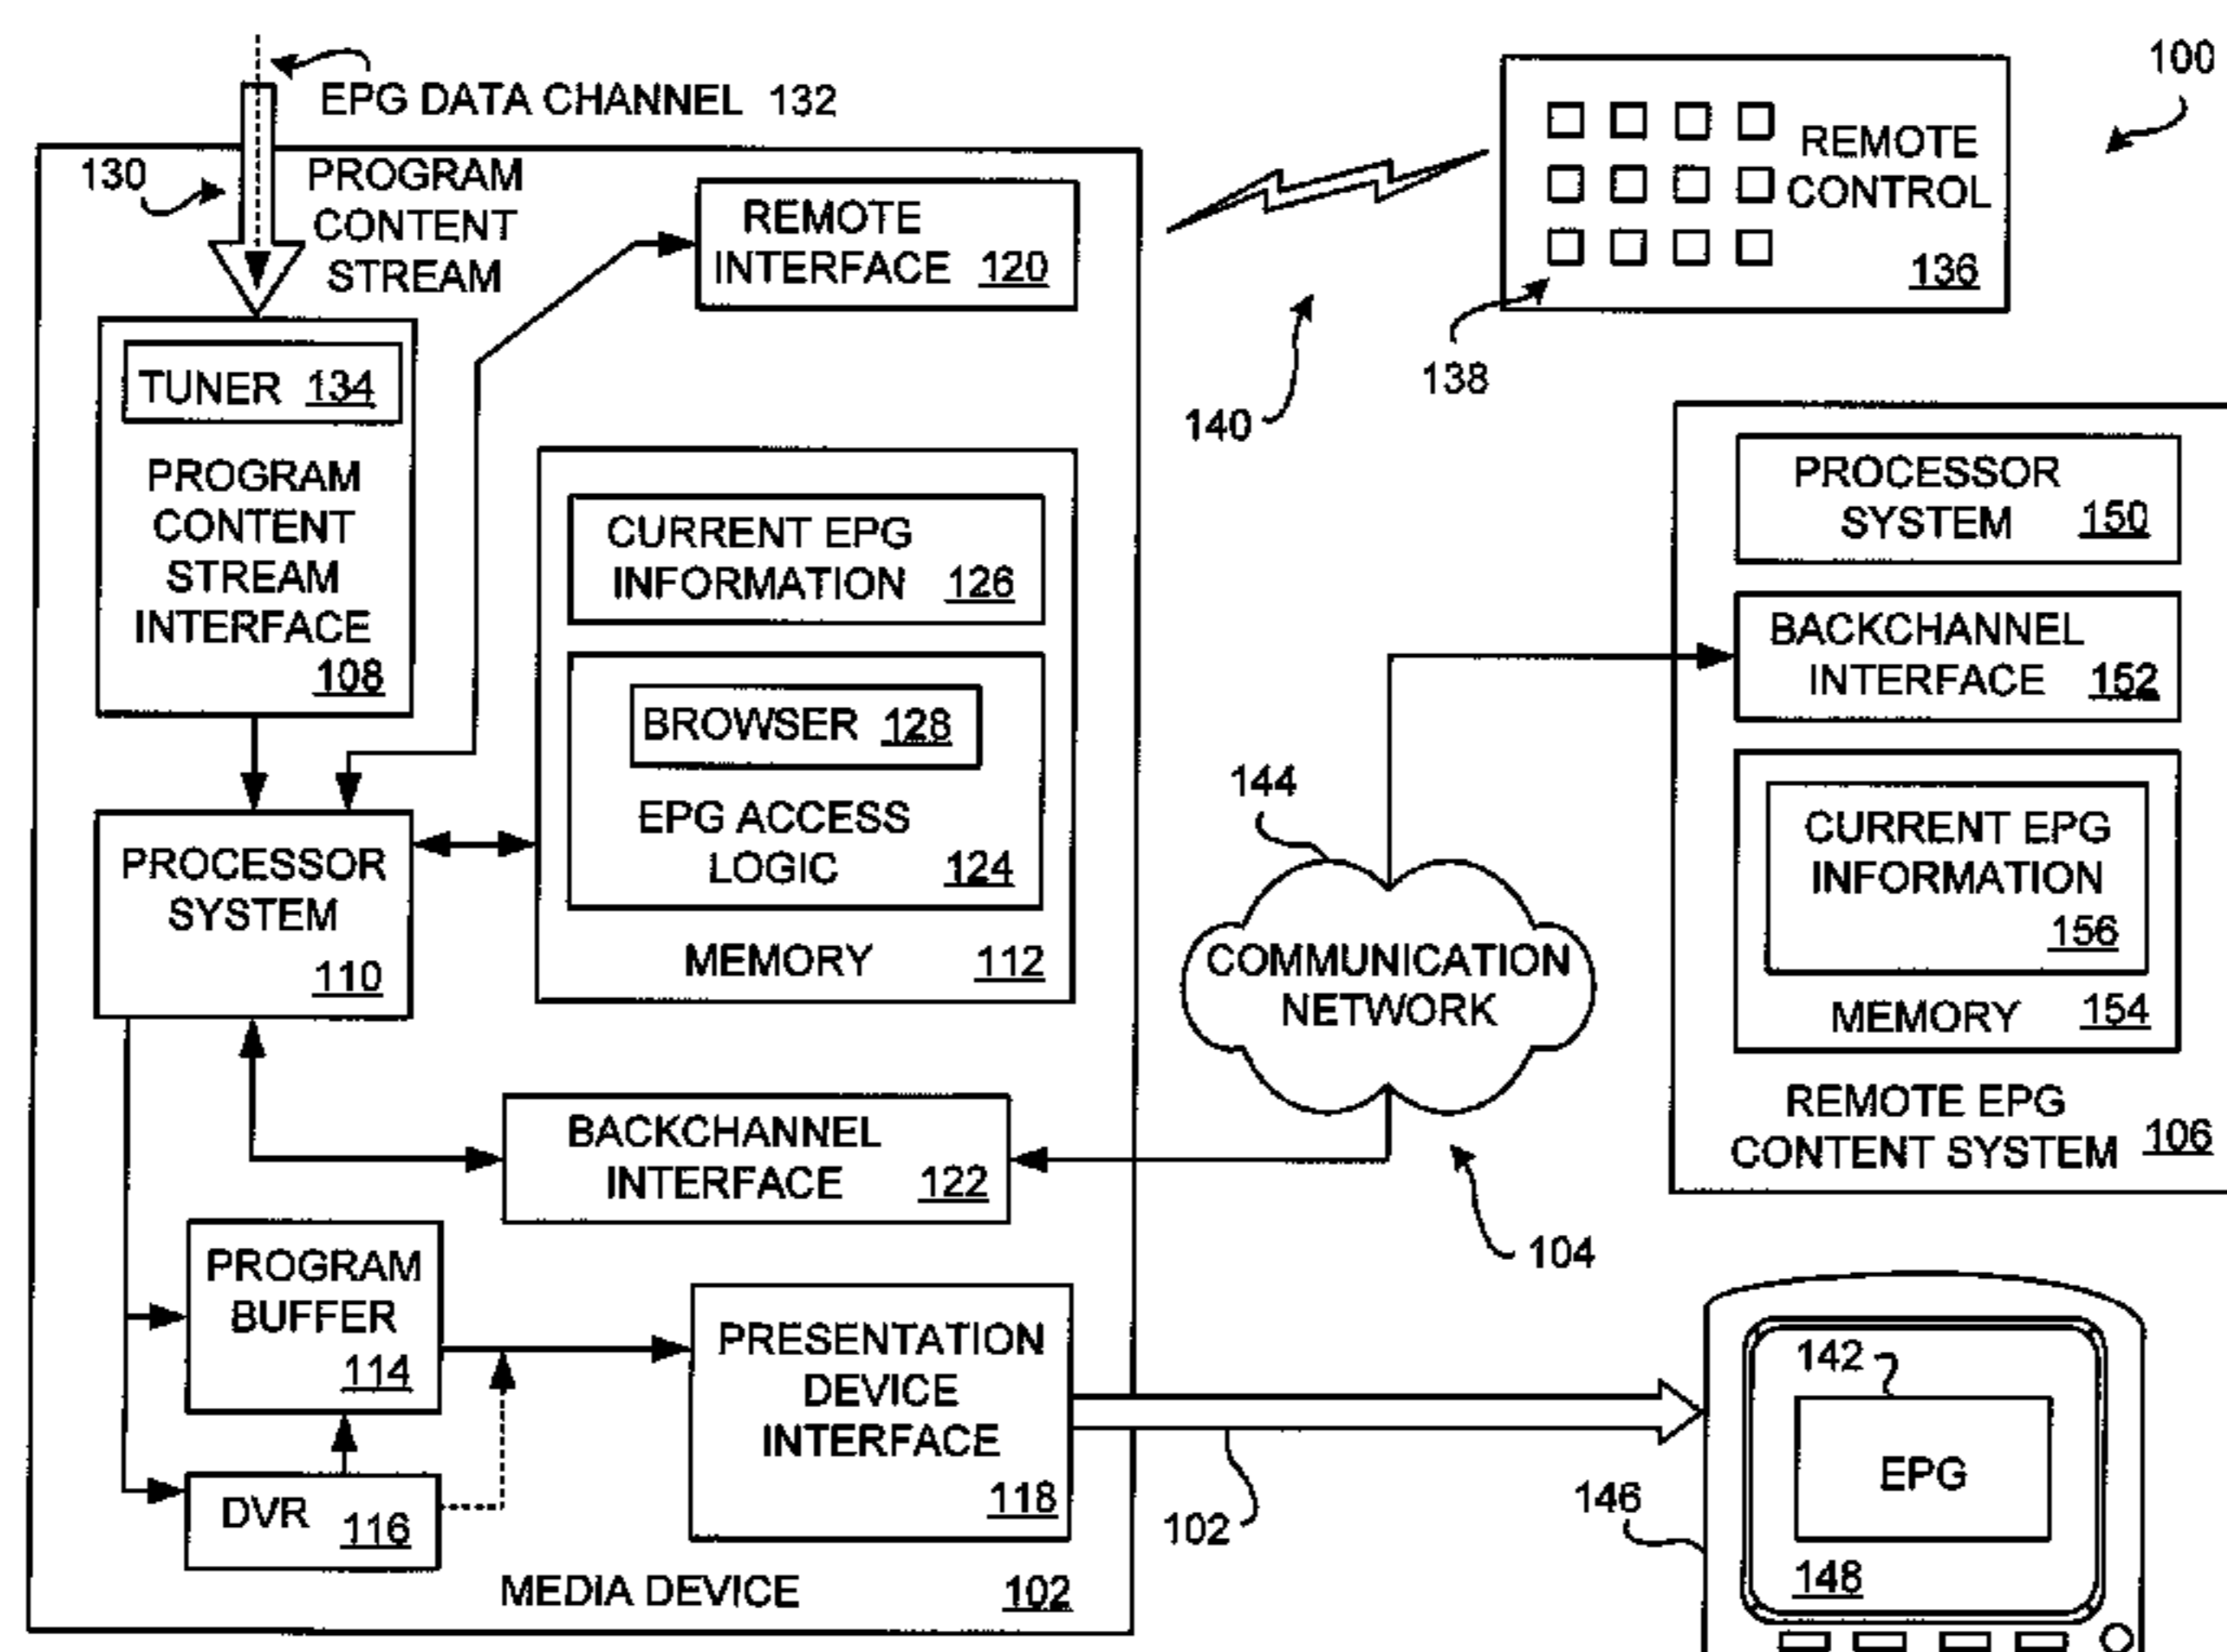 EPG DATA CHANNEL 132
130
PROGRAM
CONTENT
STREAM
REMOTE
INTERFACE 120
REMOTE
CONTROL
136
138
140
100
TUNER 134
PROGRAM
CONTENT
STREAM
INTERFACE
108
CURRENT EPG
INFORMATION 126
BROWSER 128
EPG ACCESS
LOGIC 124
MEMORY 112
PROCESSOR
SYSTEM
110
BACKCHANNEL
INTERFACE 122
PROGRAM
BUFFER
114
DVR 116
PRESENTATION
DEVICE
INTERFACE
118
MEDIA DEVICE 102
144
COMMUNICATION
NETWORK
104
PROCESSOR
SYSTEM 150
BACKCHANNEL
INTERFACE 152
CURRENT EPG
INFORMATION
156
MEMORY 154
REMOTE EPG
CONTENT SYSTEM 106
102
142
EPG
146
148